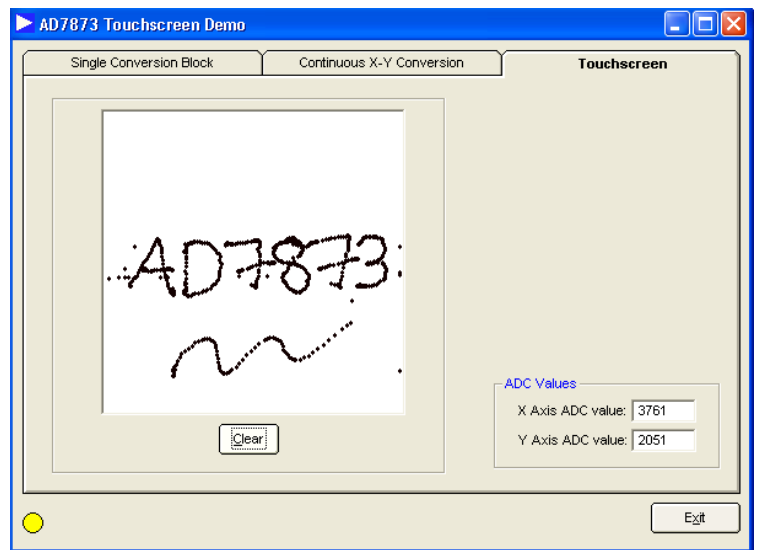 AD7873 Touchscreen Demo
Single Conversion Block
Continuous X-Y Conversion
Touchscreen
AD7873
ADC Values
X Axis ADC value: 3761
Y Axis ADC value: 2051
Clear
Exit